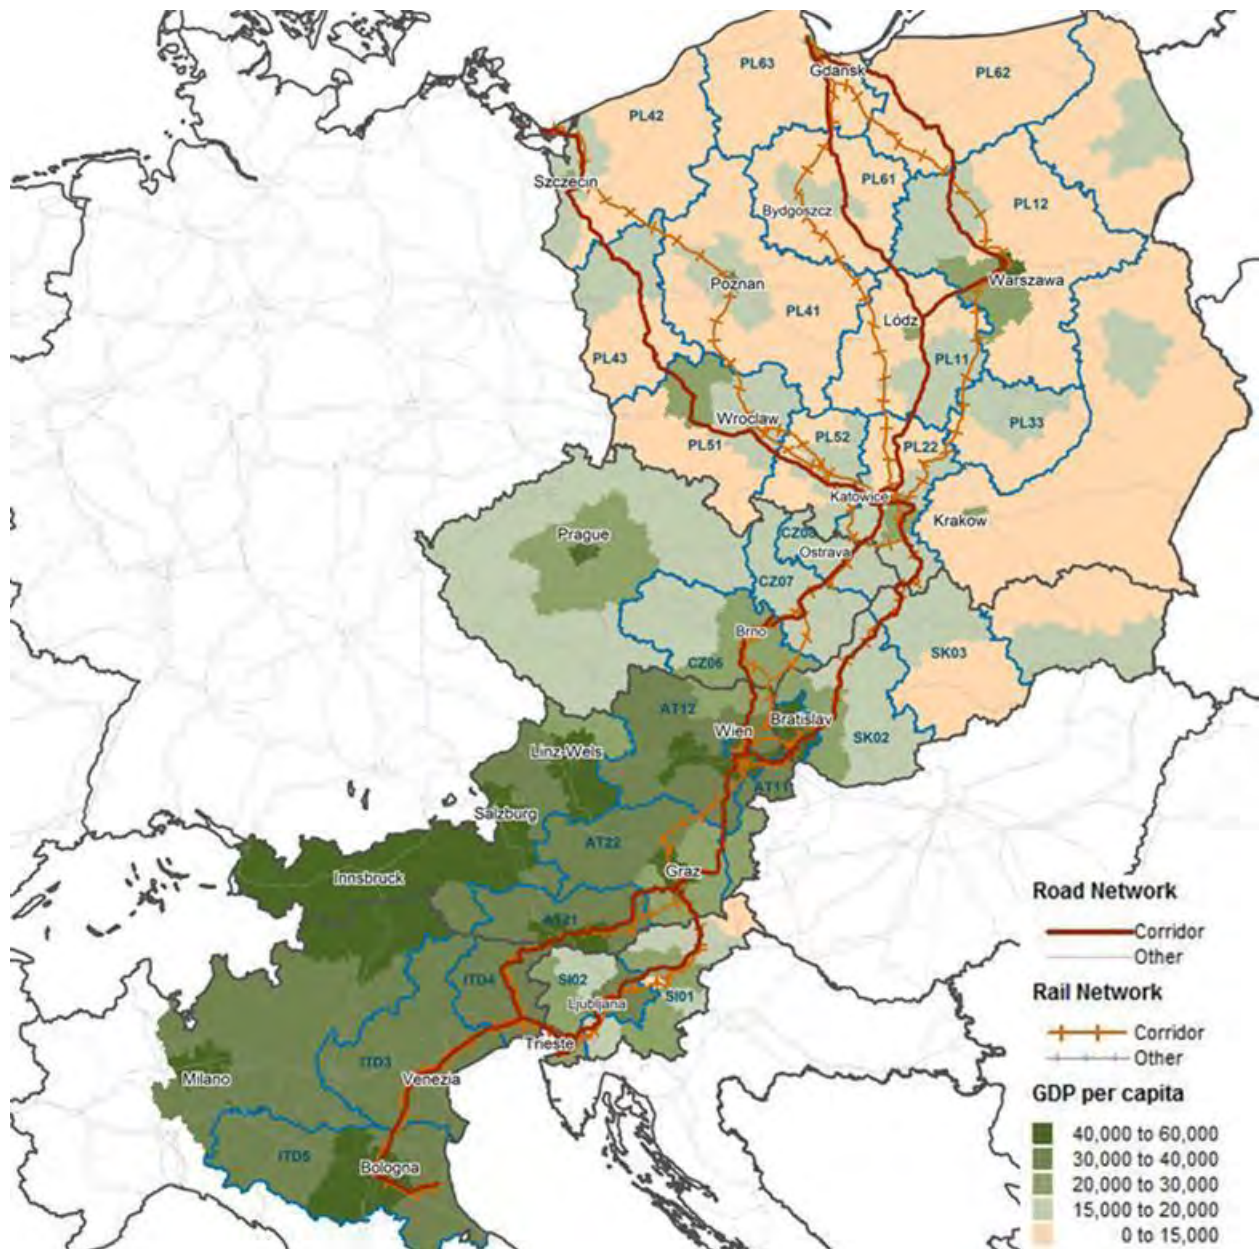 PL63
Gdansk
PL62
PL42
PL61
Szczecin
PL12
Bydgoszcz
Poznan
Warszawa
PL41
Lódz
PL43
PL11
Wroclaw
PL33
PL52
PL51
PL22
Katowice
Krakow
Prague
Ostrava
CZ07
Brno
SK03
CZ06
AT12
Bratislav
Wien
SK02
Linz-Wels
AT11
Salzburg
AT22
Graz
Innsbruck
AT21
ITD4
SI02
SI01
Ljubljana
Trieste
ITD3
Milano
Venezia
ITD5
Bologna
Road Network
Corridor
Other
Rail Network
Corridor
Other
GDP per capita
40,000 to 60,000
30,000 to 40,000
20,000 to 30,000
15,000 to 20,000
0 to 15,000